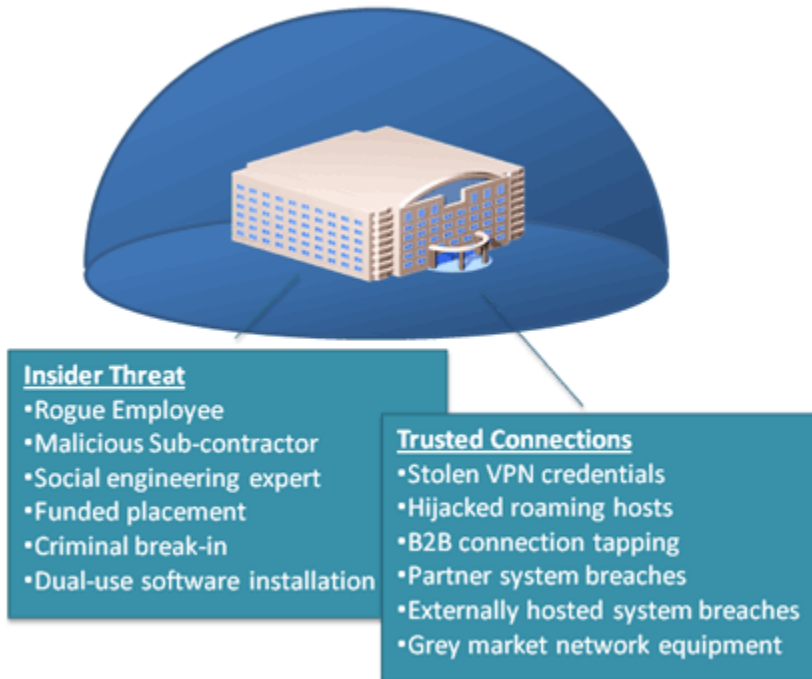 Insider Threat
•Rogue Employee
•Malicious Sub-contractor
•Social engineering expert
•Funded placement
•Criminal break-in
•Dual-use software installation
Trusted Connections
•Stolen VPN credentials
•Hijacked roaming hosts
•B2B connection tapping
•Partner system breaches
•Externally hosted system breaches
•Grey market network equipment